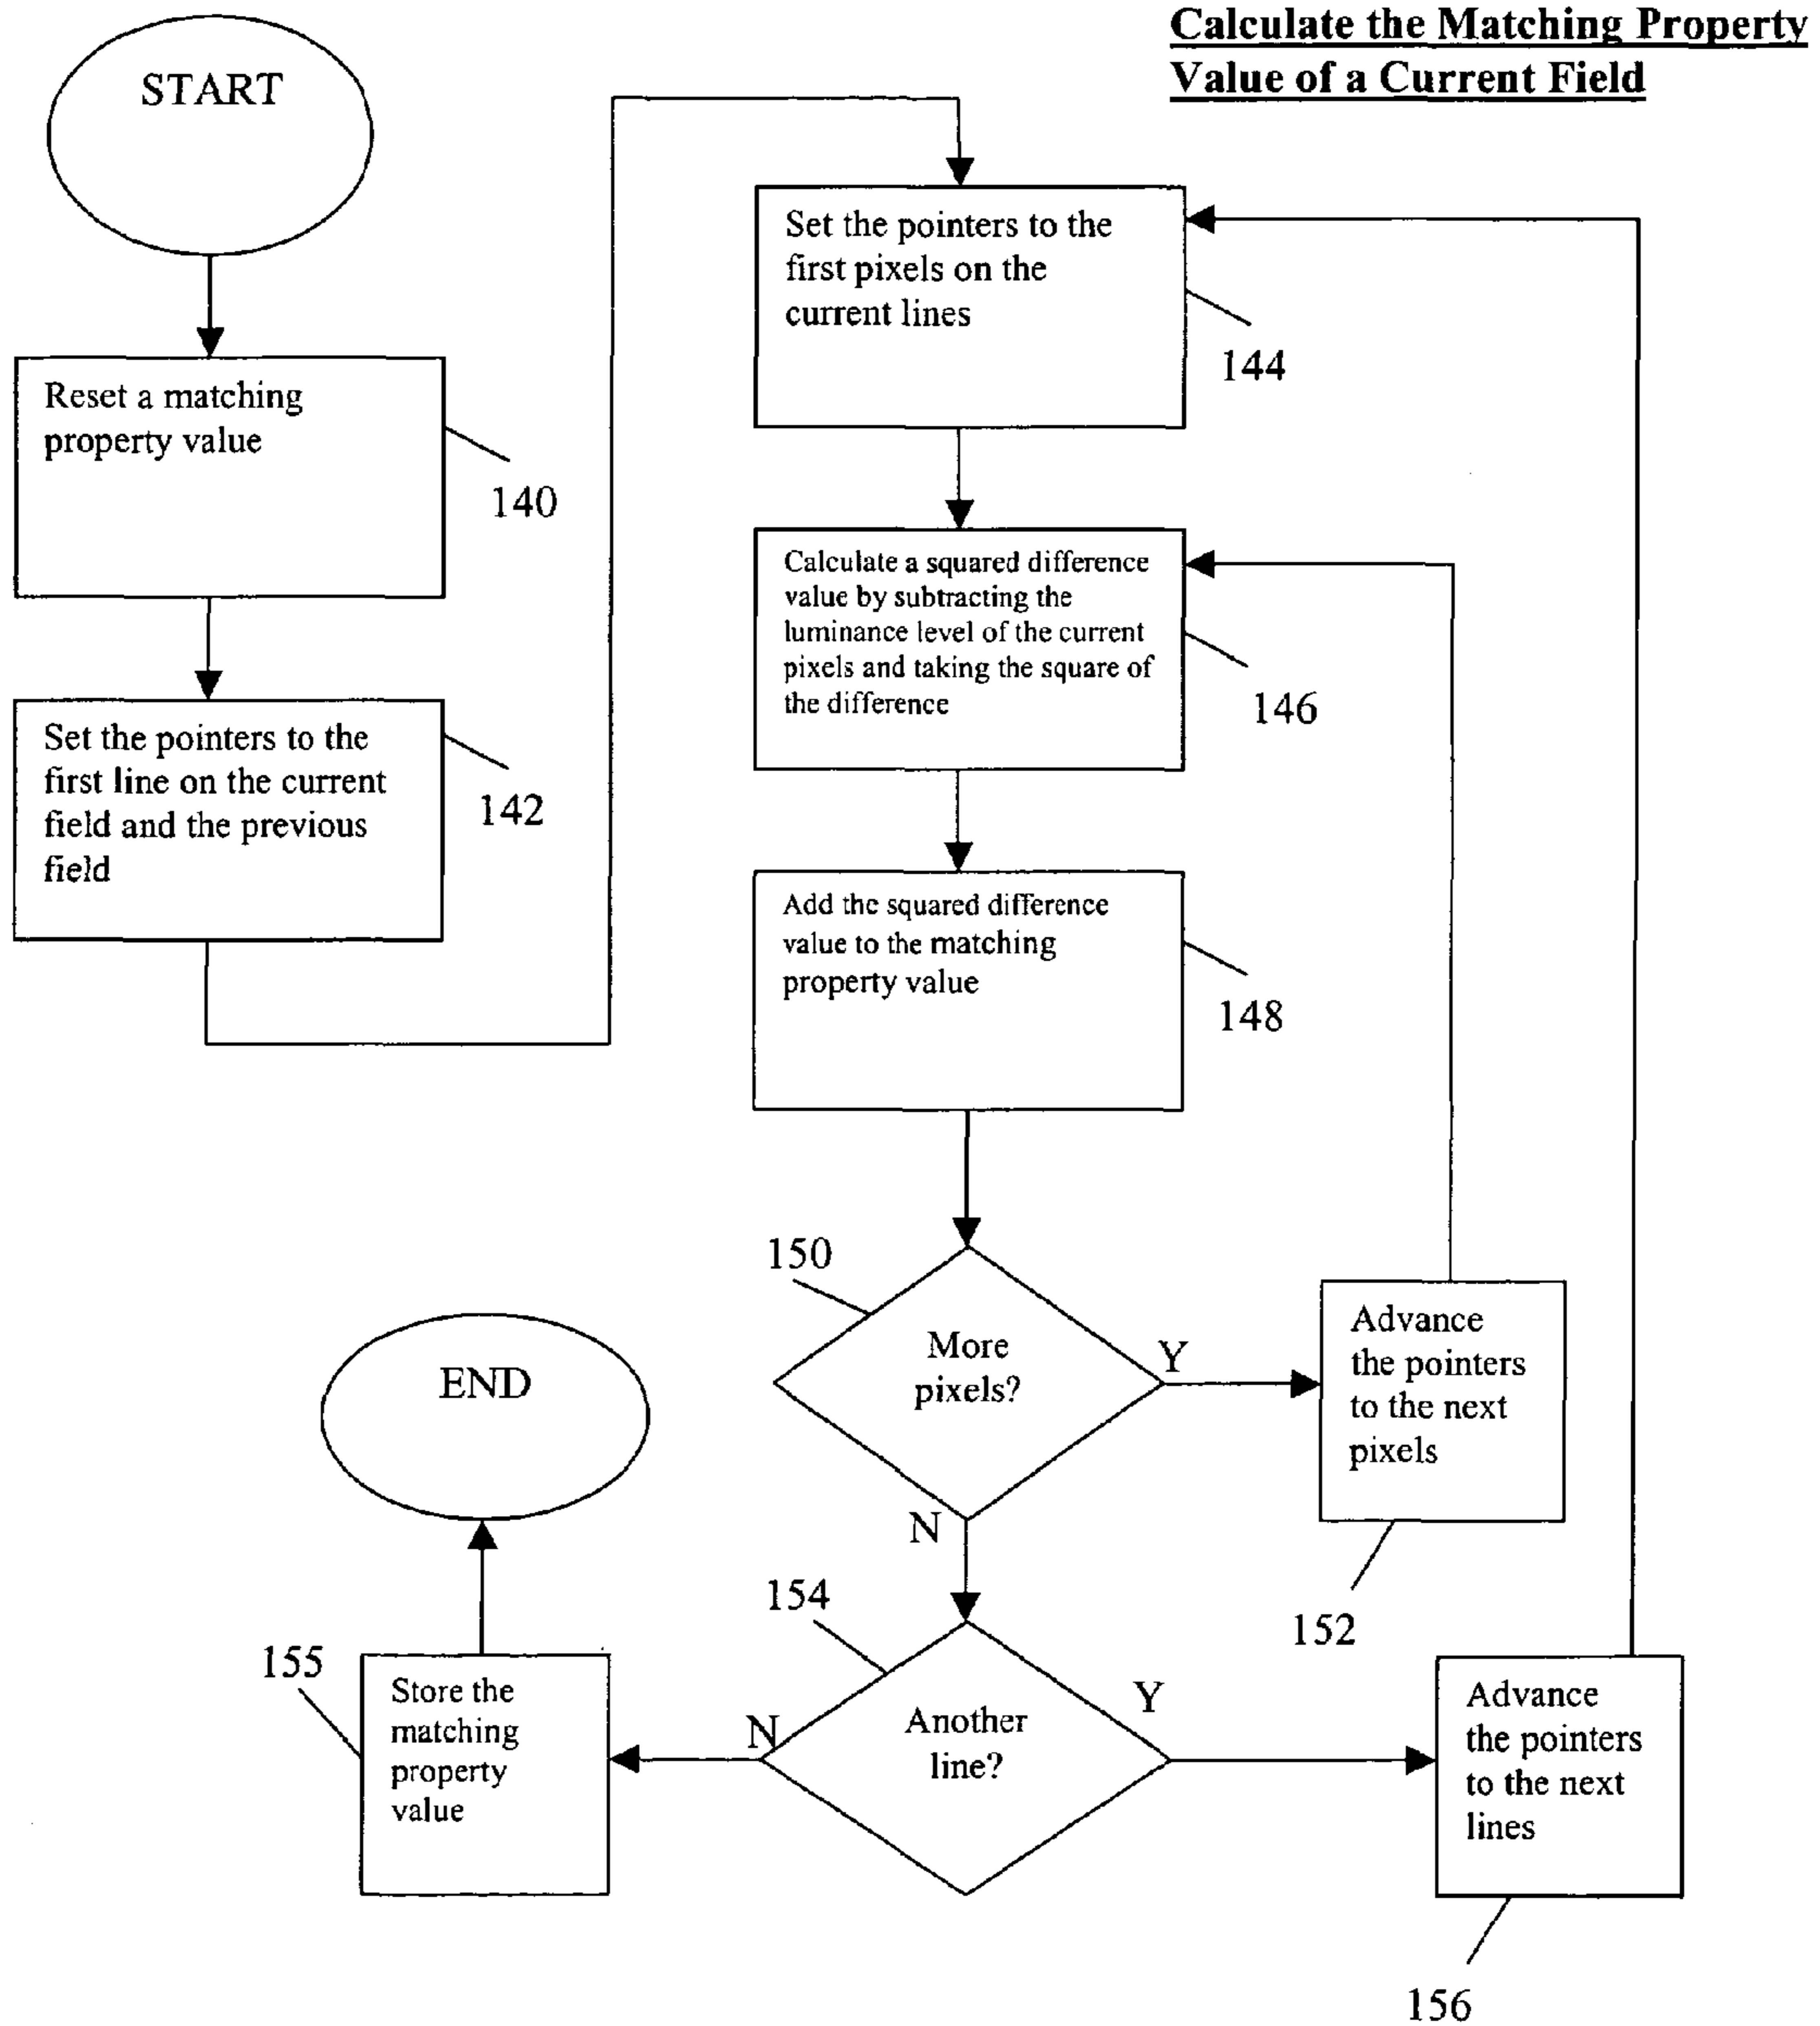 Calculate the Matching Property
Value of a Current Field
START
Reset a matching
property value
140
Set the pointers to the
first line on the current
field and the previous
field
142
Set the pointers to the
first pixels on the
current lines
144
Calculate a squared difference
value by subtracting the
luminance level of the current
pixels and taking the square of
the difference
146
Add the squared difference
value to the matching
property value
148
150
More
pixels?
Y
N
Advance
the pointers
to the next
pixels
152
154
Another
line?
Y
N
Advance
the pointers
to the next
lines
156
155
Store the
matching
property
value
END